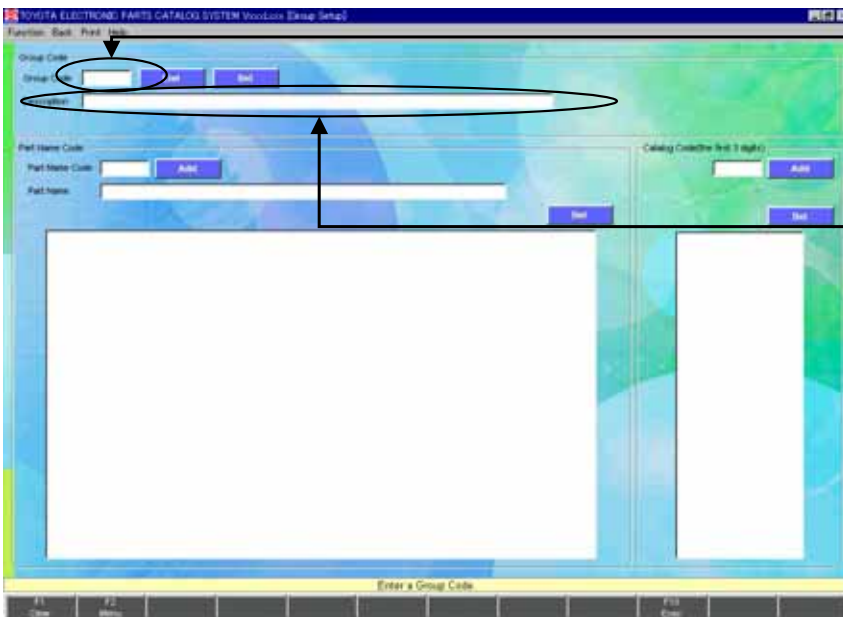 TOYOTA ELECTRONIC PARTS CATALOG SYSTEM [Group Setup]
Function Back Print Help
Group Code
Group Code Del
Description
Part Name Code
Part Name Code Add
Part Name
Del
Catalog Code(the first 3 digits)
Add
Del
Enter a Group Code
F1 F2 F10
Clear Menu Exec